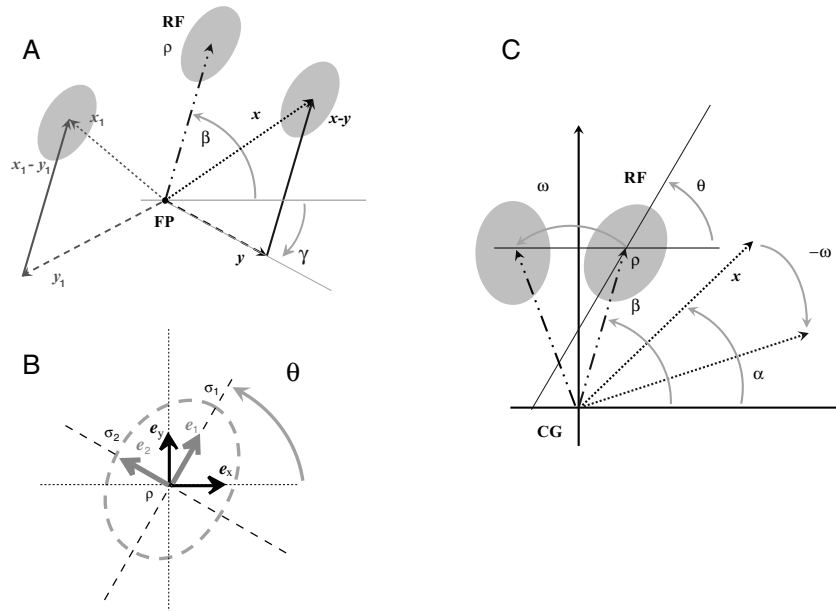 A
RF
ρ
x
x-y
x₁
β
x₁ - y₁
FP
y
γ
y₁
B
θ
σ₁
σ₂
e_y
e₁
e₂
e_x
ρ
C
ω
RF
θ
ρ
x
−ω
β
α
CG